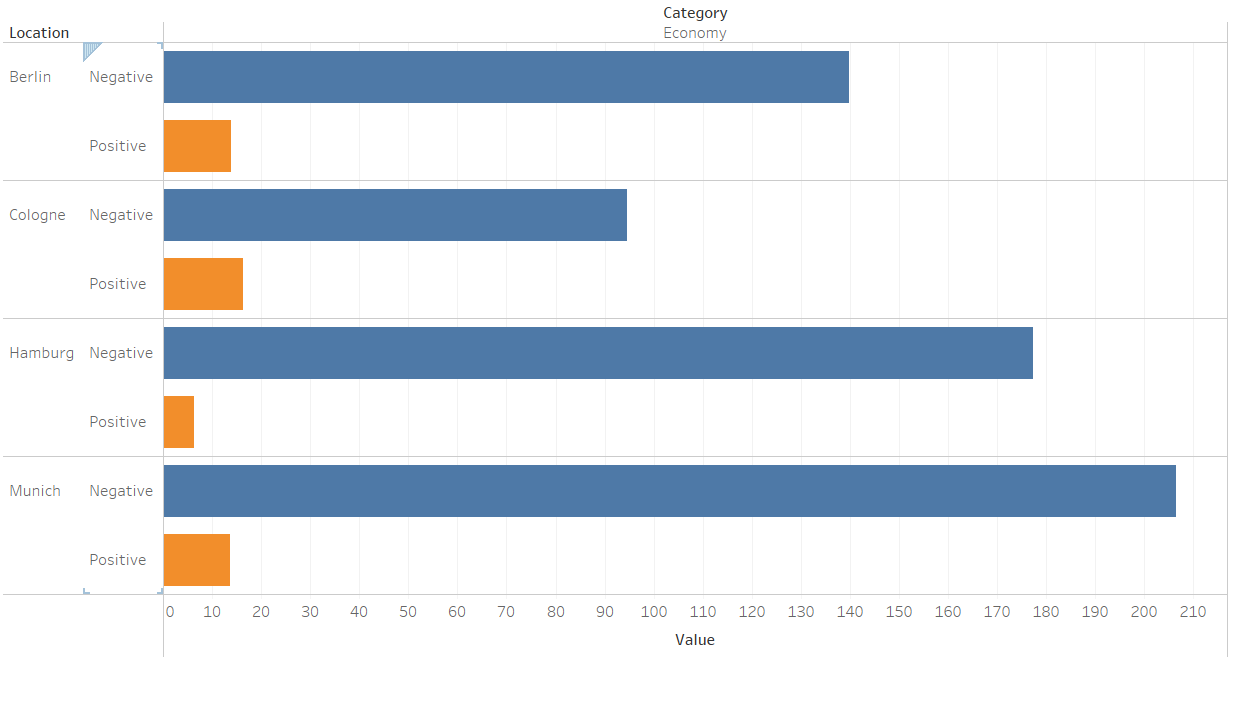 Category
Location Economy
Berlin Negative
Positive
Cologne Negative
Positive
Hamburg Negative
Positive
Munich Negative
Positive
0 10 20 30 40 50 60 70 80 90 100 110 120 130 140 150 160 170 180 190 200 210
Value